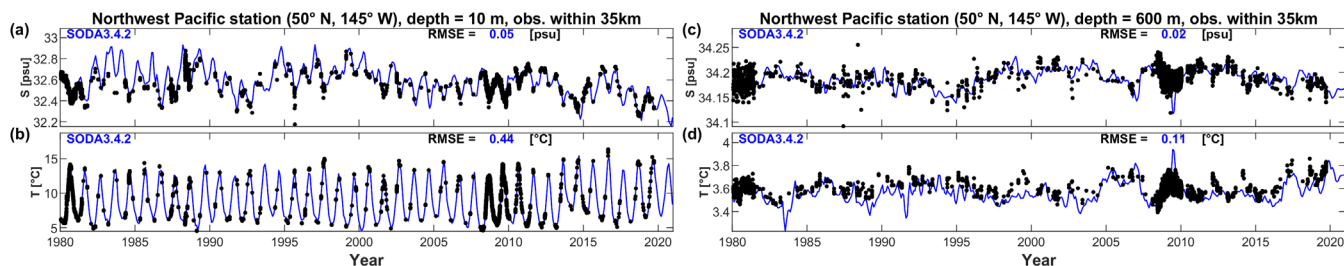 Northwest Pacific station (50° N, 145° W), depth = 10 m, obs. within 35km
(a)
SODA3.4.2
RMSE = 0.05 [psu]
S [psu]
33
32.8
32.6
32.4
32.2
(b)
SODA3.4.2
RMSE = 0.44 [°C]
T [°C]
15
10
5
1980 1985 1990 1995 2000 2005 2010 2015 2020
Year
Northwest Pacific station (50° N, 145° W), depth = 600 m, obs. within 35km
(c)
SODA3.4.2
RMSE = 0.02 [psu]
S [psu]
34.25
34.2
34.15
34.1
(d)
SODA3.4.2
RMSE = 0.11 [°C]
T [°C]
4
3.8
3.6
3.4
1980 1985 1990 1995 2000 2005 2010 2015 2020
Year